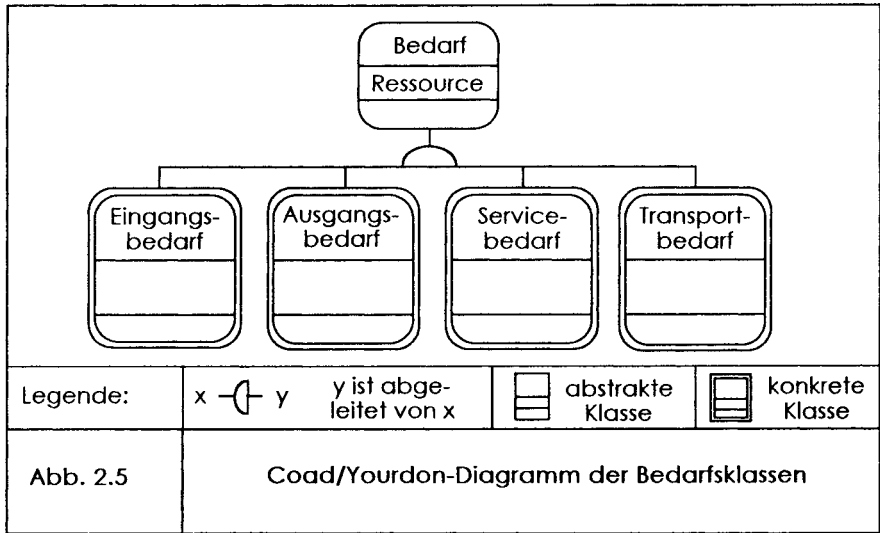 Bedarf
Ressource
Eingangs-
bedarf
Ausgangs-
bedarf
Service-
bedarf
Transport-
bedarf
Legende:
x y
y ist abge-
leitet von x
abstrakte
Klasse
konkrete
Klasse
Abb. 2.5
Coad/Yourdon-Diagramm der Bedarfsklassen